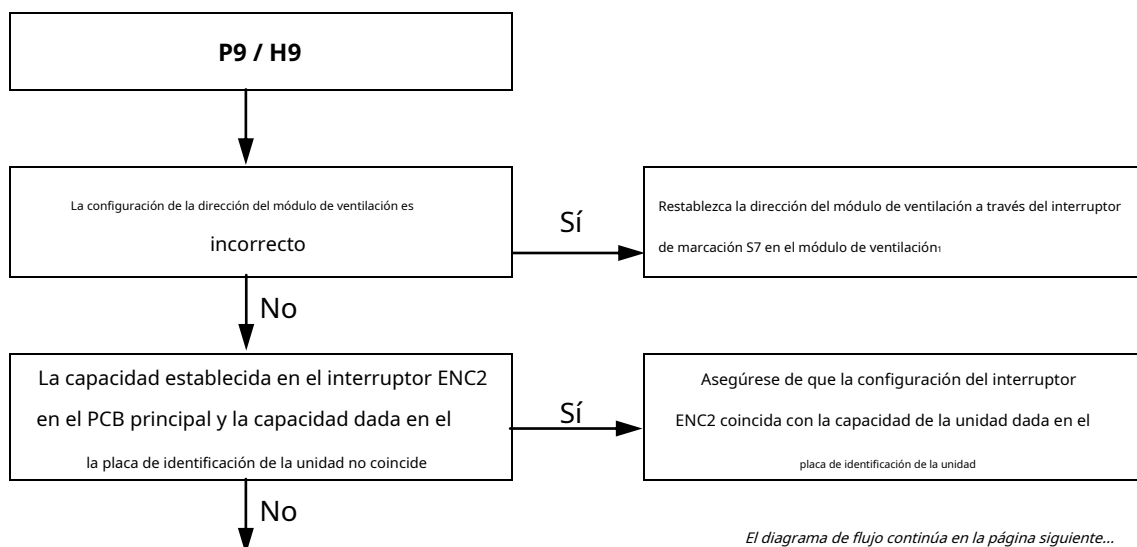 P9 / H9
La configuración de la dirección del módulo de ventilación es
incorrecto
Sí
Restablezca la dirección del módulo de ventilación a través del interruptor
de marcación S7 en el módulo de ventilación1
No
La capacidad establecida en el interruptor ENC2
en el PCB principal y la capacidad dada en el
la placa de identificación de la unidad no coincide
Sí
Asegúrese de que la configuración del interruptor
ENC2 coincida con la capacidad de la unidad dada en el
placa de identificación de la unidad
No
El diagrama de flujo continúa en la página siguiente...